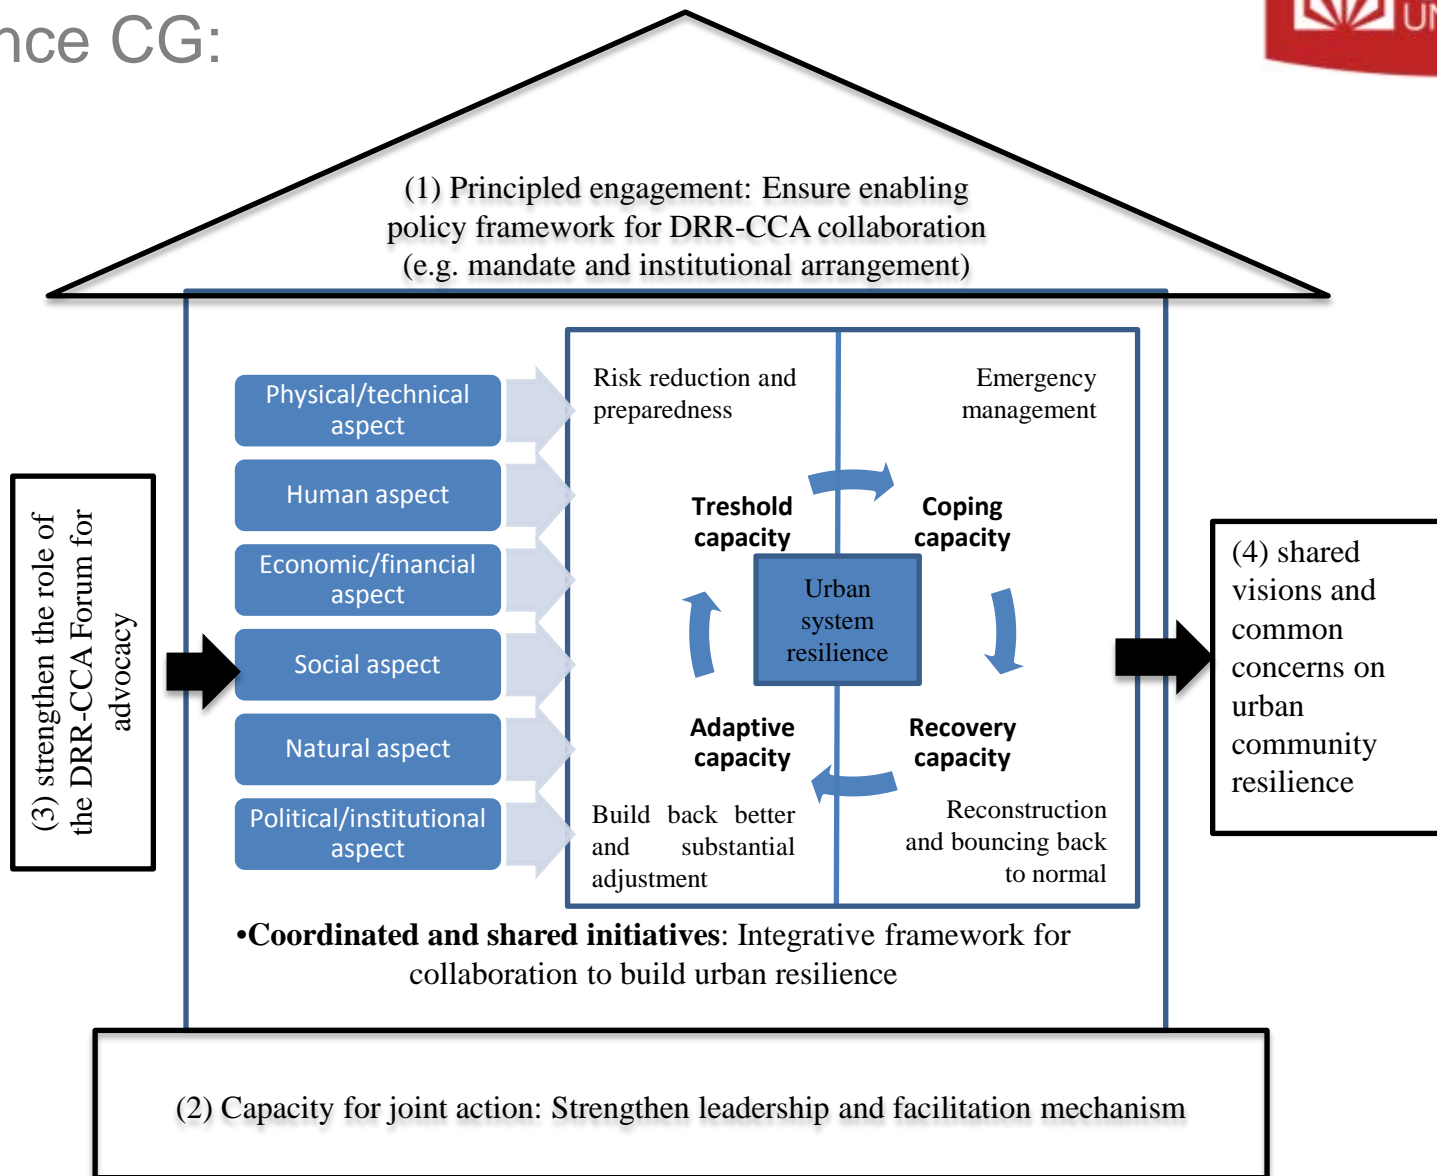 nce CG:
UN
(1) Principled engagement: Ensure enabling
policy framework for DRR-CCA collaboration
(e.g. mandate and institutional arrangement)
Physical/technical
aspect
Human aspect
Economic/financial
aspect
Social aspect
Natural aspect
Political/institutional
aspect
Risk reduction and
preparedness
Emergency
management
Treshold
capacity
Coping
capacity
Urban
system
resilience
Adaptive
capacity
Recovery
capacity
Build back better
and substantial
adjustment
Reconstruction
and bouncing back
to normal
(3) strengthen the role of
the DRR-CCA Forum for
advocacy
(4) shared
visions and
common
concerns on
urban
community
resilience
•Coordinated and shared initiatives: Integrative framework for
collaboration to build urban resilience
(2) Capacity for joint action: Strengthen leadership and facilitation mechanism